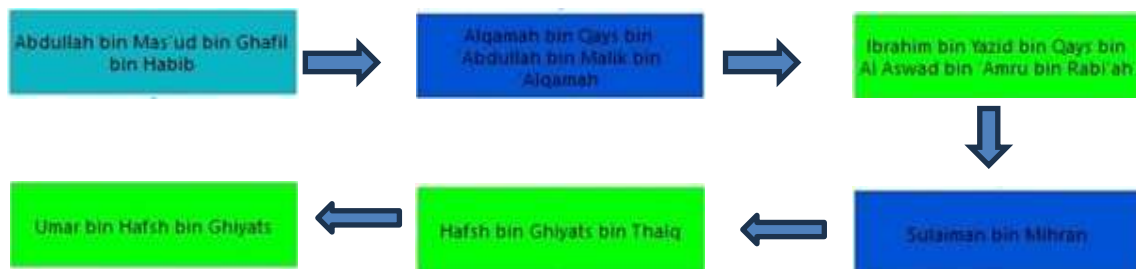 Abdullah bin Mas'ud bin Ghafil
bin Habib
Alqamah bin Qays bin
Abdullah bin Malik bin
'Alqamah
Ibrahim bin Yazid bin Qays bin
Al Aswad bin 'Amru bin Rabi'ah
Sulaiman bin Mihran
Hafsh bin Ghiyats bin Thalq
Umar bin Hafsh bin Ghiyats